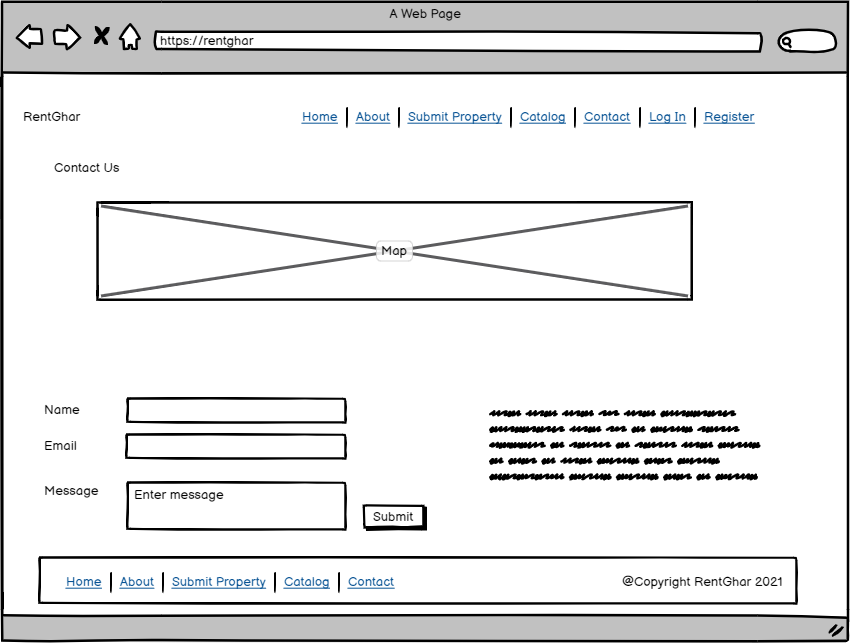 A Web Page
https://rentghar
RentGhar
Home About Submit Property Catalog Contact Log In Register
Contact Us
Map
Name
Email
Message
Enter message
Submit
Home About Submit Property Catalog Contact
@Copyright RentGhar 2021